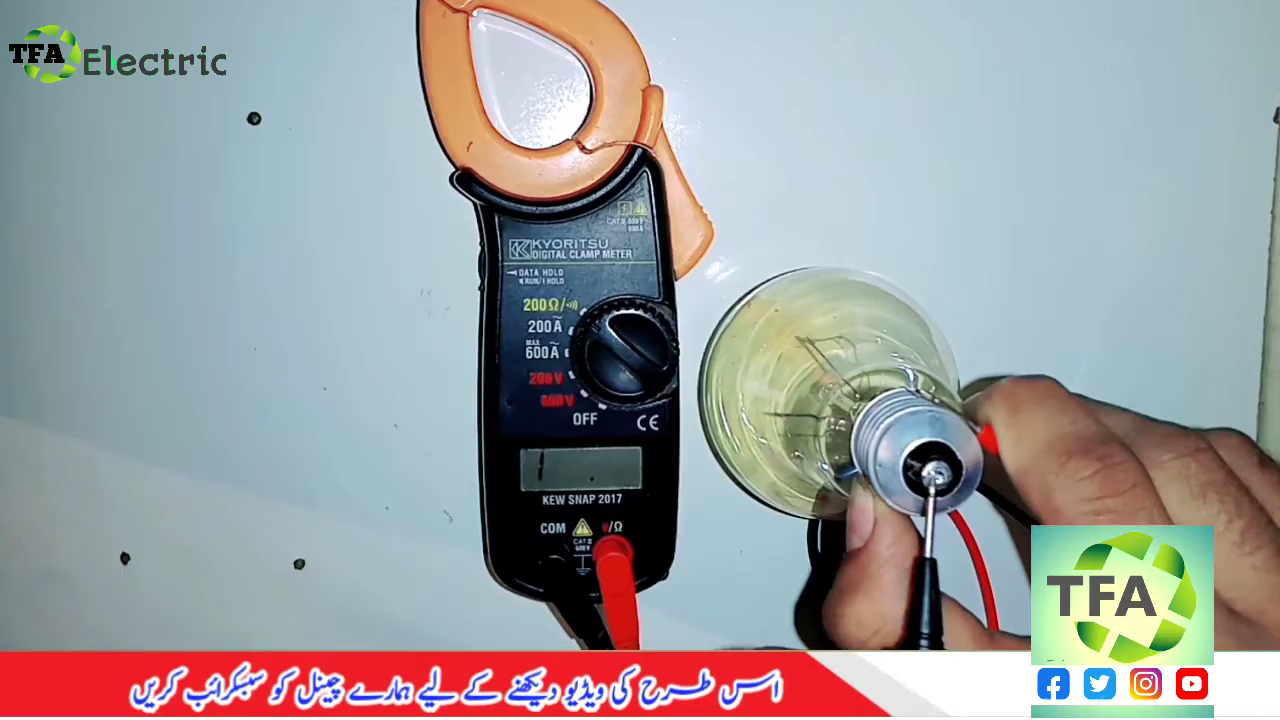 TFA
Electric
KYORITSU
DIGITAL CLAMP METER
DATA HOLD
RUN/ HOLD
200Ω/
200A
MAX
600A
200V
600V
OFF
CE
KEW SNAP 2017
COM
V/Ω
CAT III
600V
TFA
اس طرح کی ویڈیو دیکھنے کے لیے ہمارے چینل کو سبسکرائب کریں